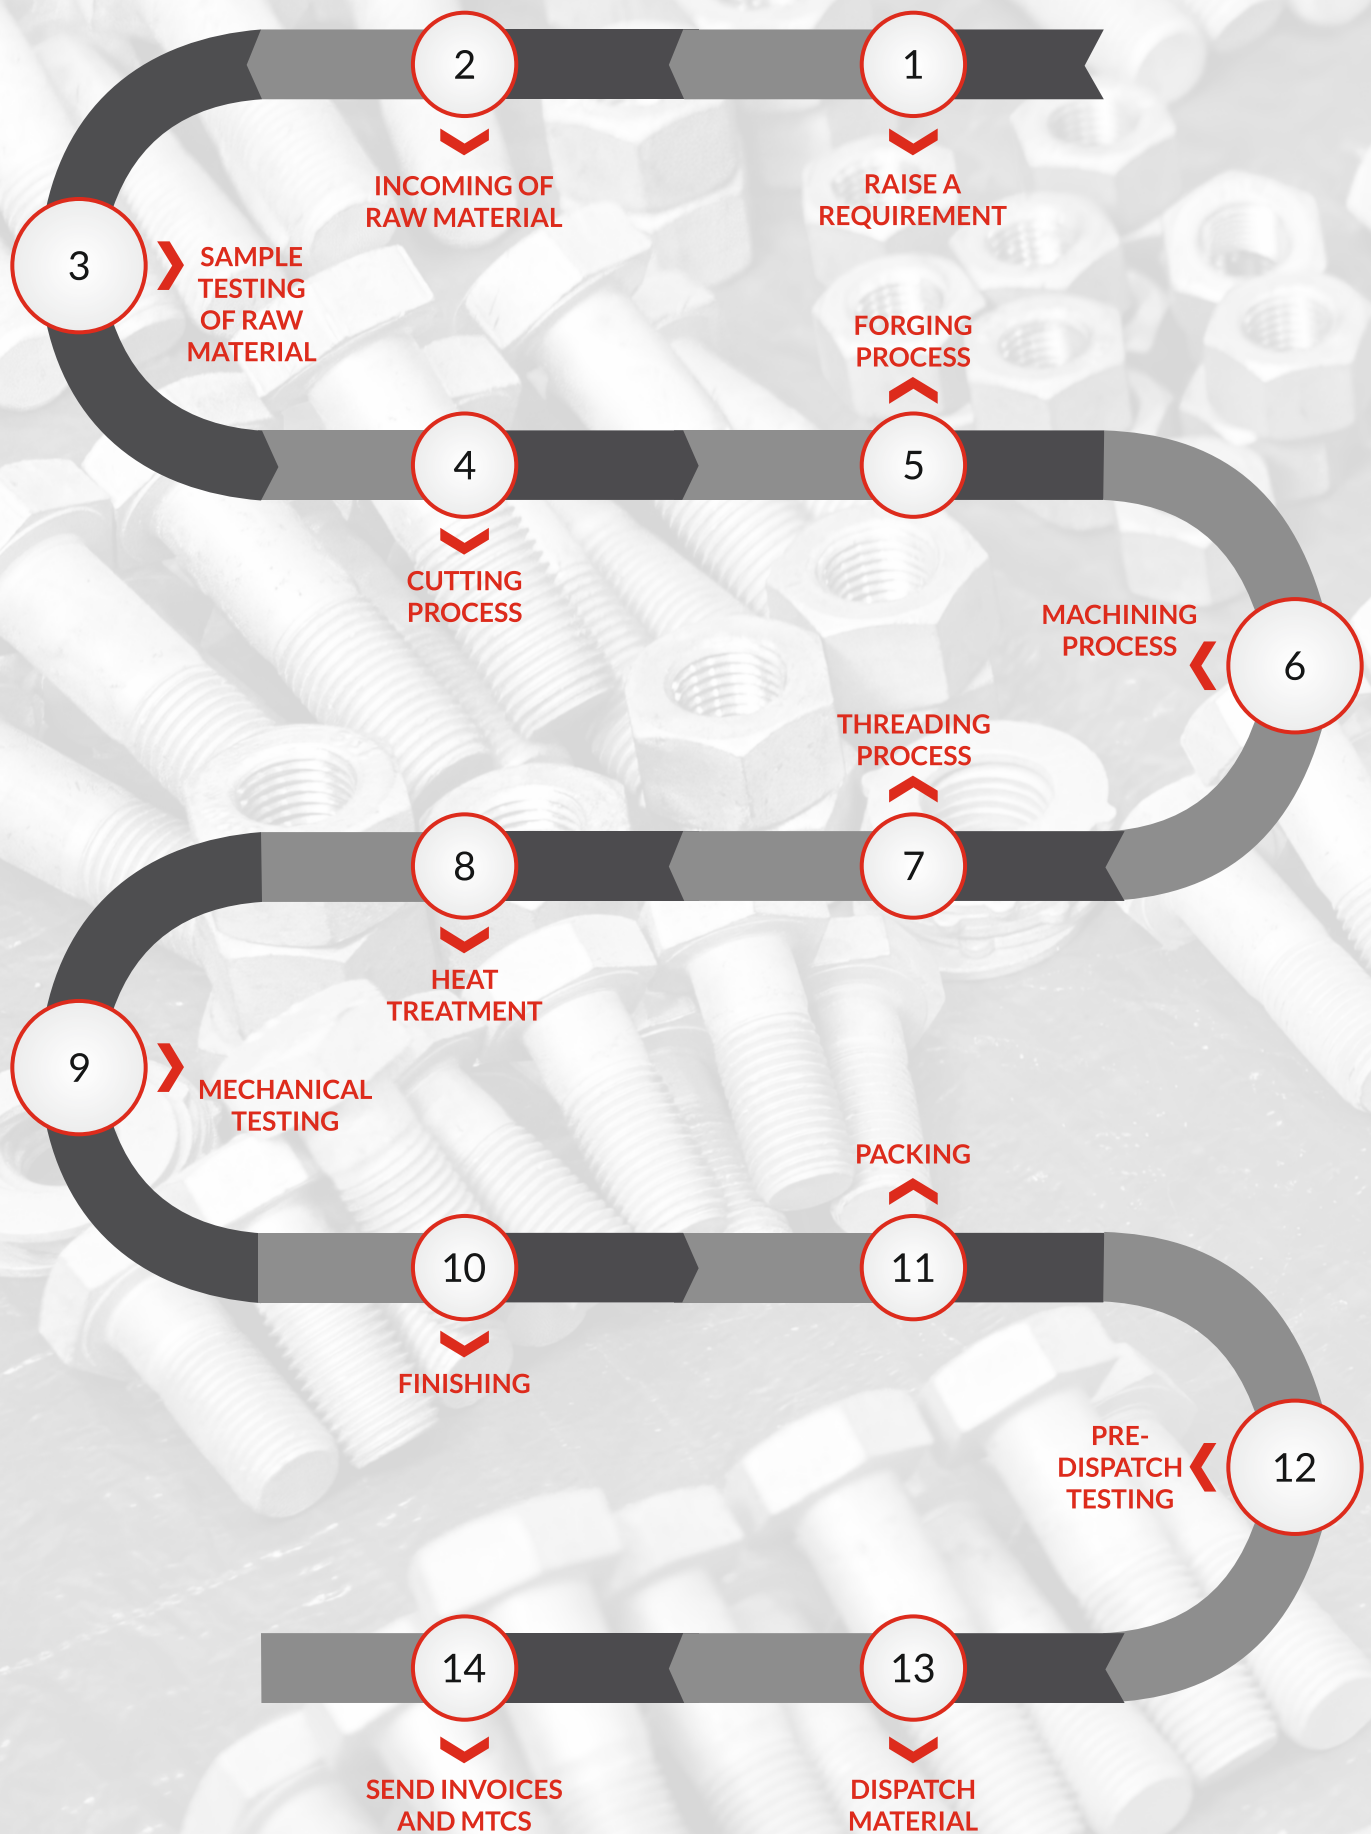 1
RAISE A
REQUIREMENT
2
INCOMING OF
RAW MATERIAL
3
SAMPLE
TESTING
OF RAW
MATERIAL
4
CUTTING
PROCESS
5
FORGING
PROCESS
6
MACHINING
PROCESS
7
THREADING
PROCESS
8
HEAT
TREATMENT
9
MECHANICAL
TESTING
10
FINISHING
11
PACKING
12
PRE-
DISPATCH
TESTING
13
DISPATCH
MATERIAL
14
SEND INVOICES
AND MTCS